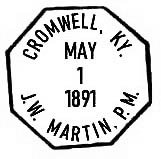 CROMWELL, KY.
MAY
1
1891
J.W. MARTIN, P.M.